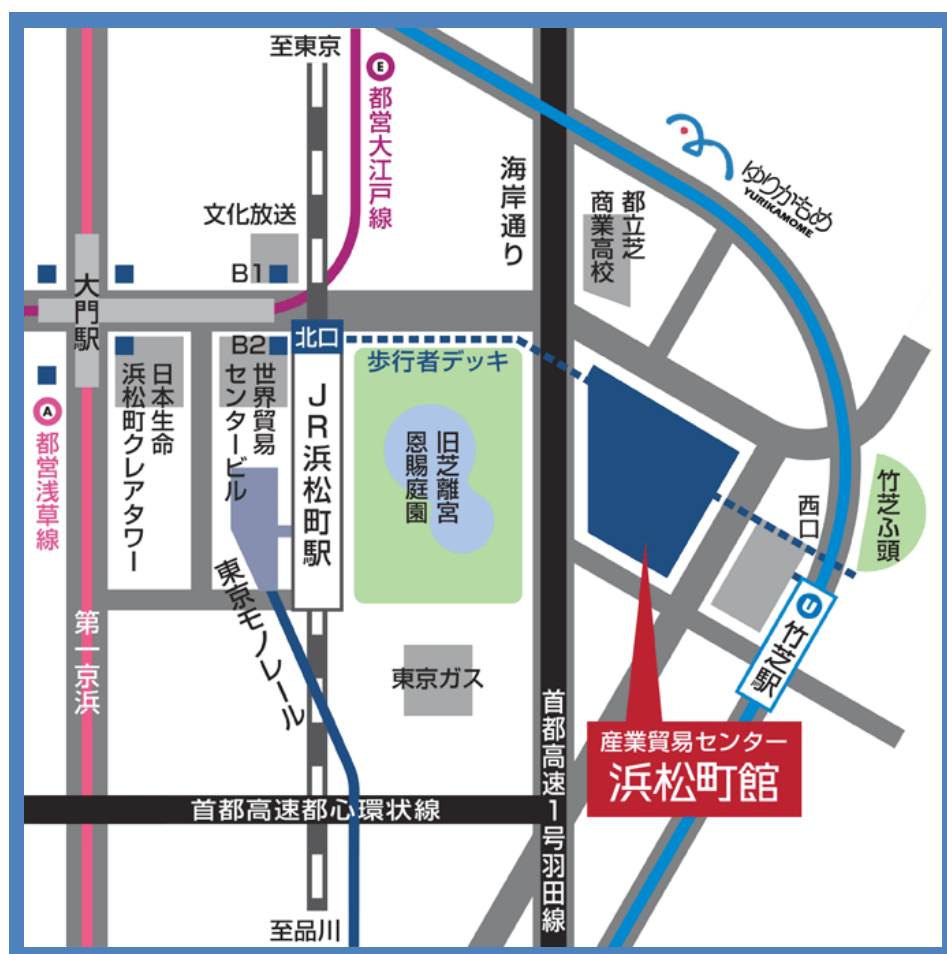 至東京
E
都営大江戸線
海岸通り
都立芝
商業高校
ゆりかもめ
YURIKAMOME
文化放送
B1
大門駅
北口
歩行者デッキ
B2
A
都営浅草線
日本生命
浜松町クレアタワー
世界貿易
センタービル
JR浜松町駅
旧芝離宮
恩賜庭園
西口
竹芝ふ頭
U
竹芝駅
東京モノレール
第一京浜
東京ガス
首都高速1号羽田線
産業貿易センター
浜松町館
首都高速都心環状線
至品川